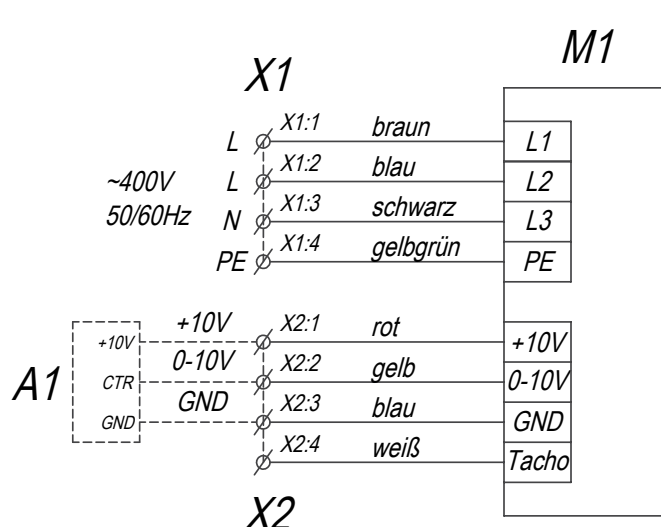 M1
X1
L X1:1 braun L1
L X1:2 blau L2
~400V
50/60Hz
N X1:3 schwarz L3
PE X1:4 gelbgrün PE
A1
+10V +10V X2:1 rot +10V
CTR 0-10V X2:2 gelb 0-10V
GND GND X2:3 blau GND
X2:4 weiß Tacho
X2